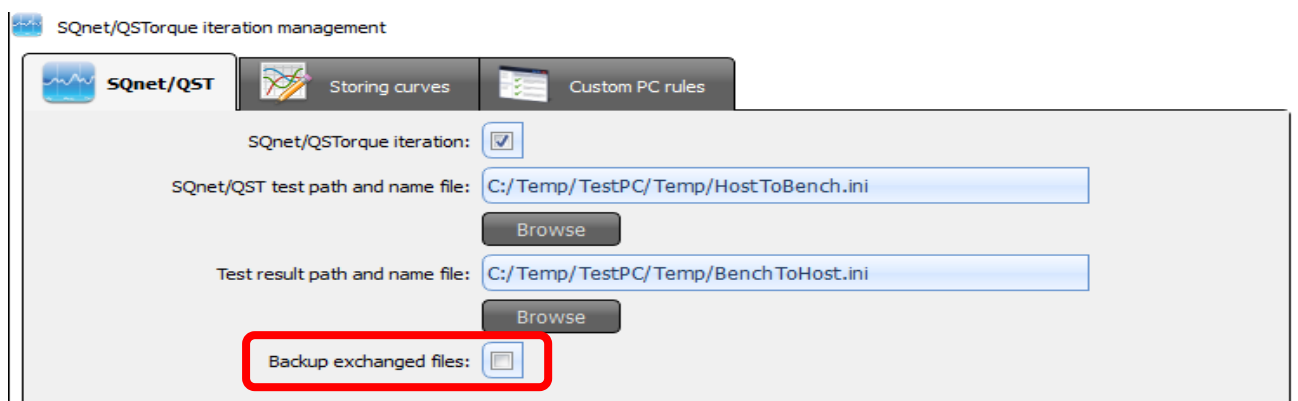 SQnet/QSTorque iteration management
SQnet/QST Storing curves Custom PC rules
SQnet/QSTorque iteration:
SQnet/QST test path and name file: C:/Temp/TestPC/Temp/HostToBench.ini
Browse
Test result path and name file: C:/Temp/TestPC/Temp/BenchToHost.ini
Browse
Backup exchanged files: